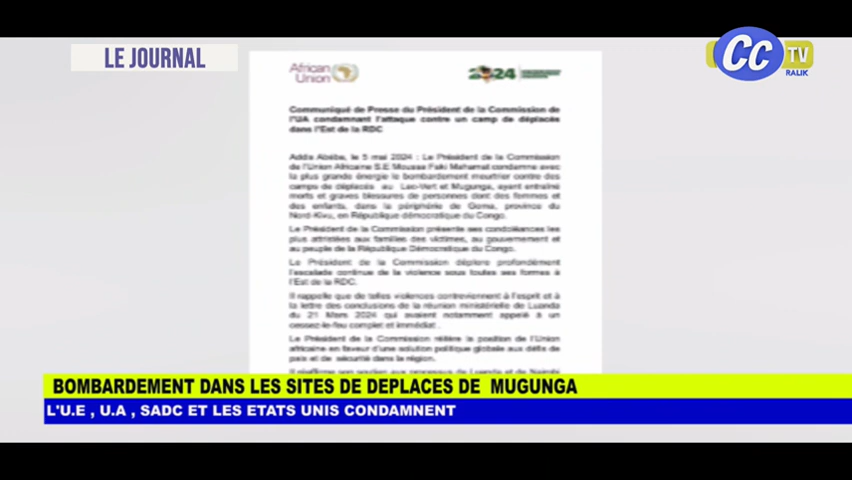 LE JOURNAL
CC TV
RALIK
African
Union
2024
Communiqué de Presse du Président de la Commission de
l'UA condamnant l'attaque contre un camp de déplacés
dans l'Est de la RDC
Addis Abeba, le 5 mai 2024 : Le Président de la Commission
de l'Union Africaine S.E Moussa Faki Mahamat condamne avec
la plus grande énergie le bombardement meurtrier contre des
camps de déplacés au Lac-Vert et Mugunga, ayant entraîné
morts et graves blessures de personnes dont des femmes et
des enfants, dans la périphérie de Goma, province du
Nord-Kivu, en République démocratique du Congo.
Le Président de la Commission présente ses condoléances les
plus attristées aux familles des victimes, au gouvernement et
au peuple de la République Démocratique du Congo.
Le Président de la Commission déplore profondément
l'escalade continue de la violence sous toutes ses formes à
l'Est de la RDC.
Il rappelle que de telles violences contreviennent à l'esprit et à
la lettre des conclusions de la réunion ministérielle de Luanda
du 21 Mars 2024 qui avaient notamment appelé à un
cessez-le-feu complet et immédiat .
Le Président de la Commission réitère la position de l'Union
africaine en faveur d'une solution politique globale aux défis de
paix et de sécurité dans la région.
Il réaffirme son soutien aux processus de Luanda et de Nairobi
BOMBARDEMENT DANS LES SITES DE DEPLACES DE MUGUNGA
L'U.E , U.A , SADC ET LES ETATS UNIS CONDAMNENT